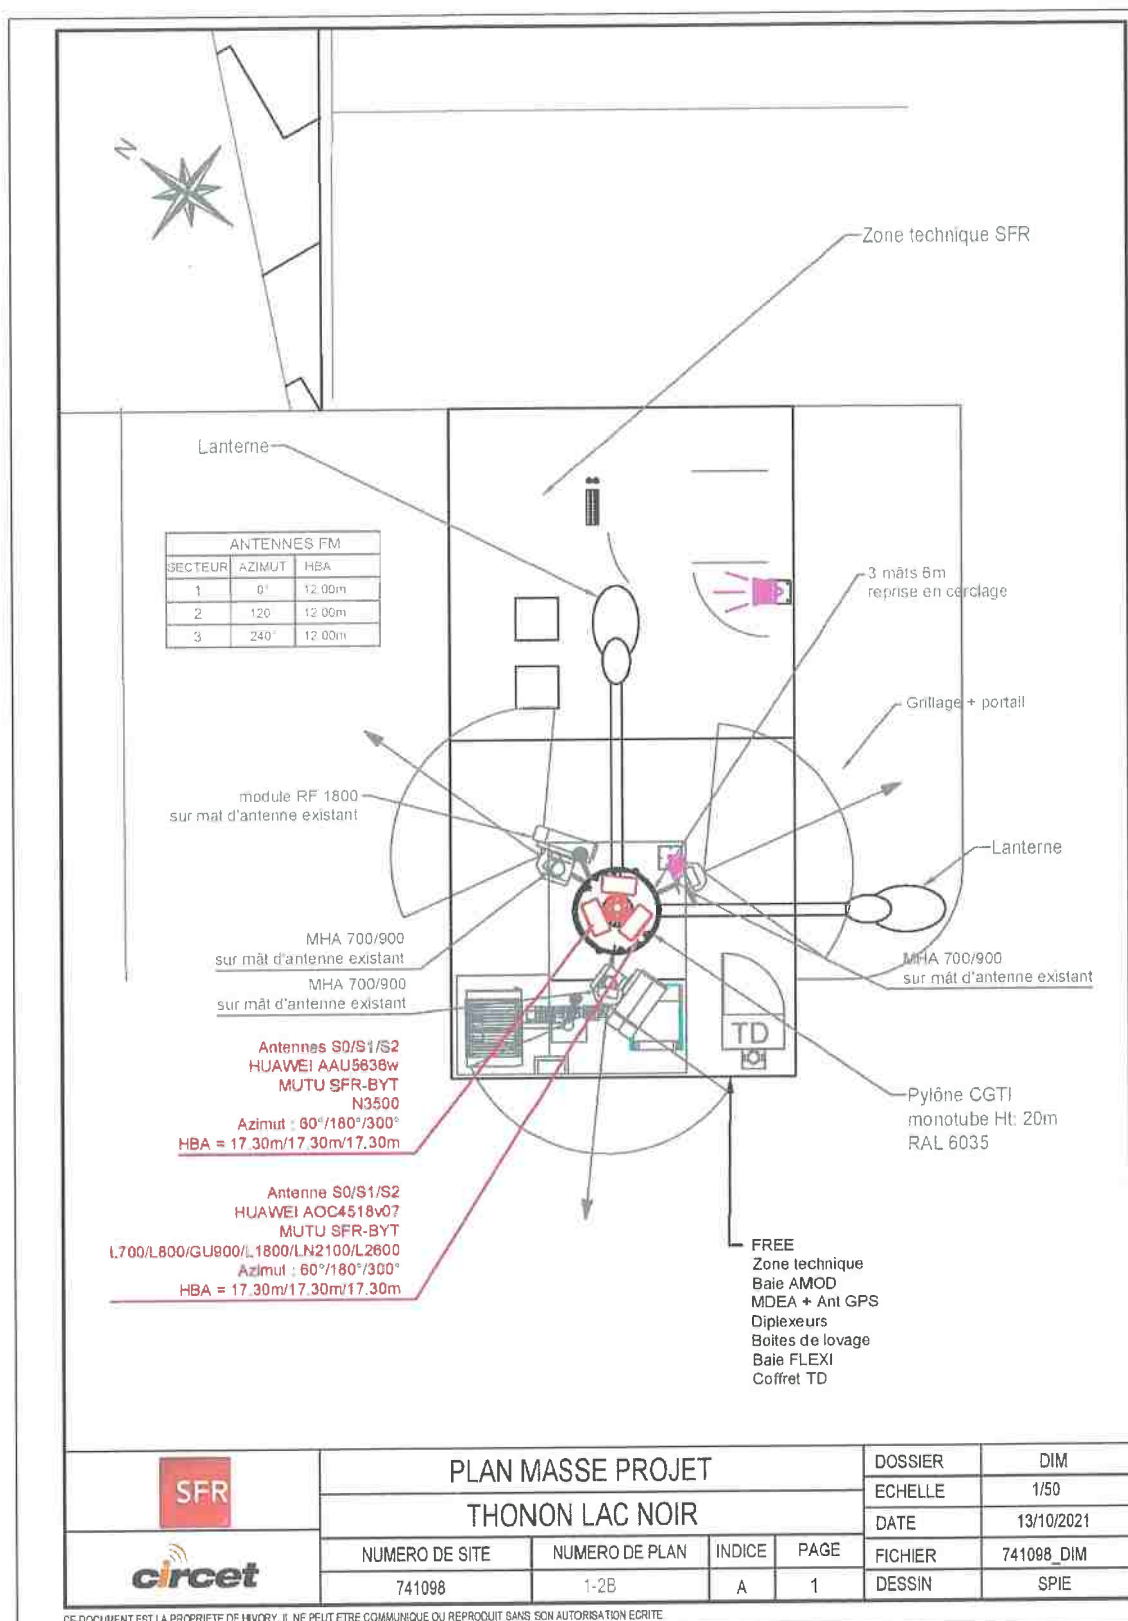 N
Zone technique SFR
Lanterne
ANTENNES FM
SECTEUR AZIMUT HBA
1 0° 12.00m
2 120 12.00m
3 240° 12.00m
3 mâts 6m
reprise en cerclage
Grillage + portail
module RF 1800
sur mat d'antenne existant
Lanterne
MHA 700/900
sur mât d'antenne existant
MHA 700/900
sur mât d'antenne existant
MHA 700/900
sur mât d'antenne existant
TD
Antennes S0/S1/S2
HUAWEI AAU5636w
MUTU SFR-BYT
N3500
Azimut : 60°/180°/300°
HBA = 17.30m/17.30m/17.30m
Pylône CGTI
monotube Ht: 20m
RAL 6035
Antenne S0/S1/S2
HUAWEI AOC4518v07
MUTU SFR-BYT
L700/L800/GU900/L1800/LN2100/L2600
Azimut : 60°/180°/300°
HBA = 17.30m/17.30m/17.30m
FREE
Zone technique
Baie AMOD
MDEA + Ant GPS
Diplexeurs
Boites de lovage
Baie FLEXI
Coffret TD
SFR
circet
PLAN MASSE PROJET
THONON LAC NOIR
NUMERO DE SITE NUMERO DE PLAN INDICE PAGE
741098 1-2B A 1
DOSSIER DIM
ECHELLE 1/50
DATE 13/10/2021
FICHIER 741098_DIM
DESSIN SPIE
CE DOCUMENT EST LA PROPRIETE DE HIVORY. IL NE PEUT ETRE COMMUNIQUE OU REPRODUIT SANS SON AUTORISATION ECRITE.